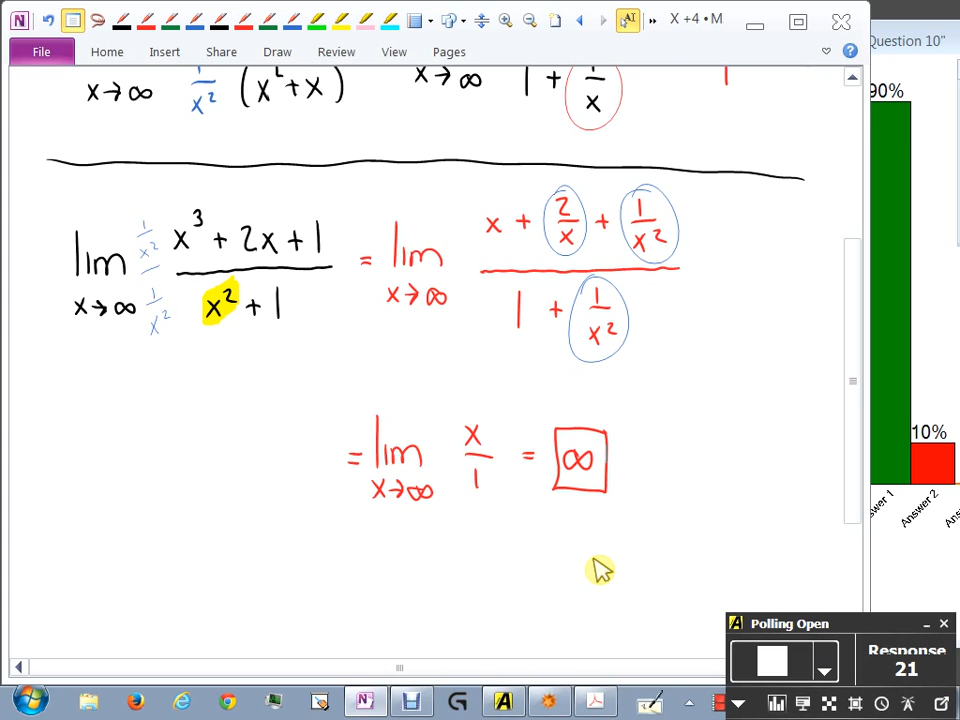 X +4 • M
File Home Insert Share Draw Review View Pages
x→∞ 1/x² (x²+x) x→∞ 1 + 1/x 1
lim x→∞ 1/x² x³ + 2x + 1 / 1/x² x² + 1 = lim x→∞ x + 2/x + 1/x² / 1 + 1/x²
= lim x→∞ x/1 = ∞
Question 10"
90%
10%
Answer 1
Answer 2
Polling Open
Response
21